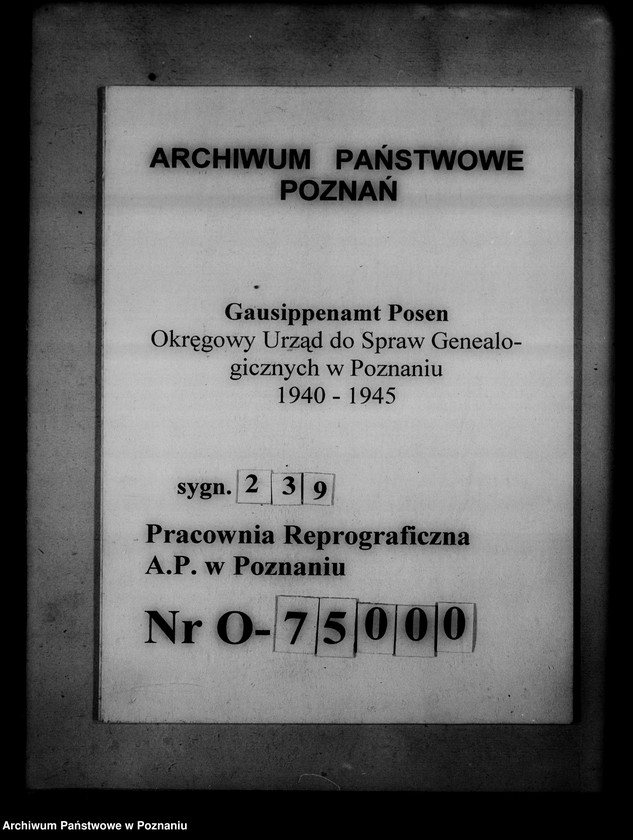 ARCHIWUM PAŃSTWOWE
POZNAŃ
Gausippenamt Posen
Okręgowy Urząd do Spraw Genealo-
gicznych w Poznaniu
1940 - 1945
sygn. 2 3 9
Pracownia Reprograficzna
A.P. w Poznaniu
Nr O-75000
Archiwum Państwowe w Poznaniu